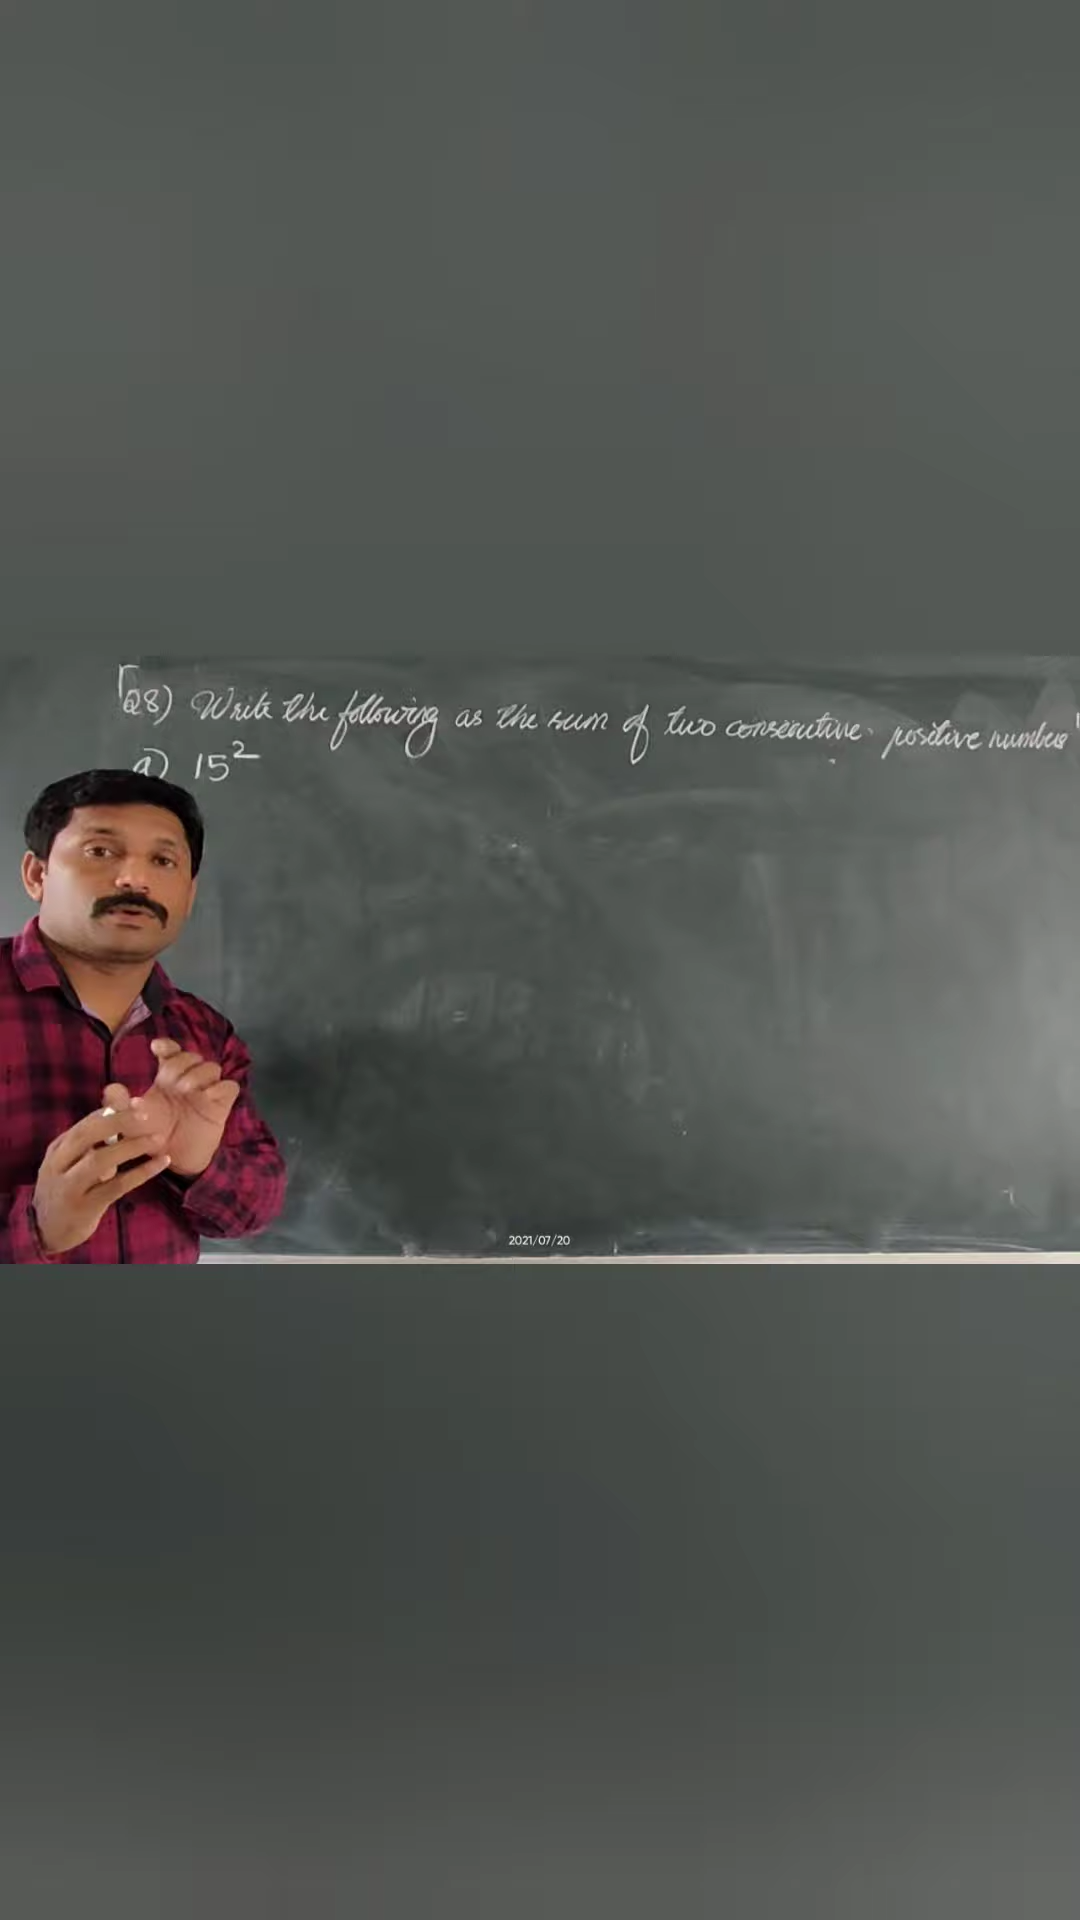 Q8) Write the following as the sum of two consecutive positive numbers
a) 15²
2021/07/20